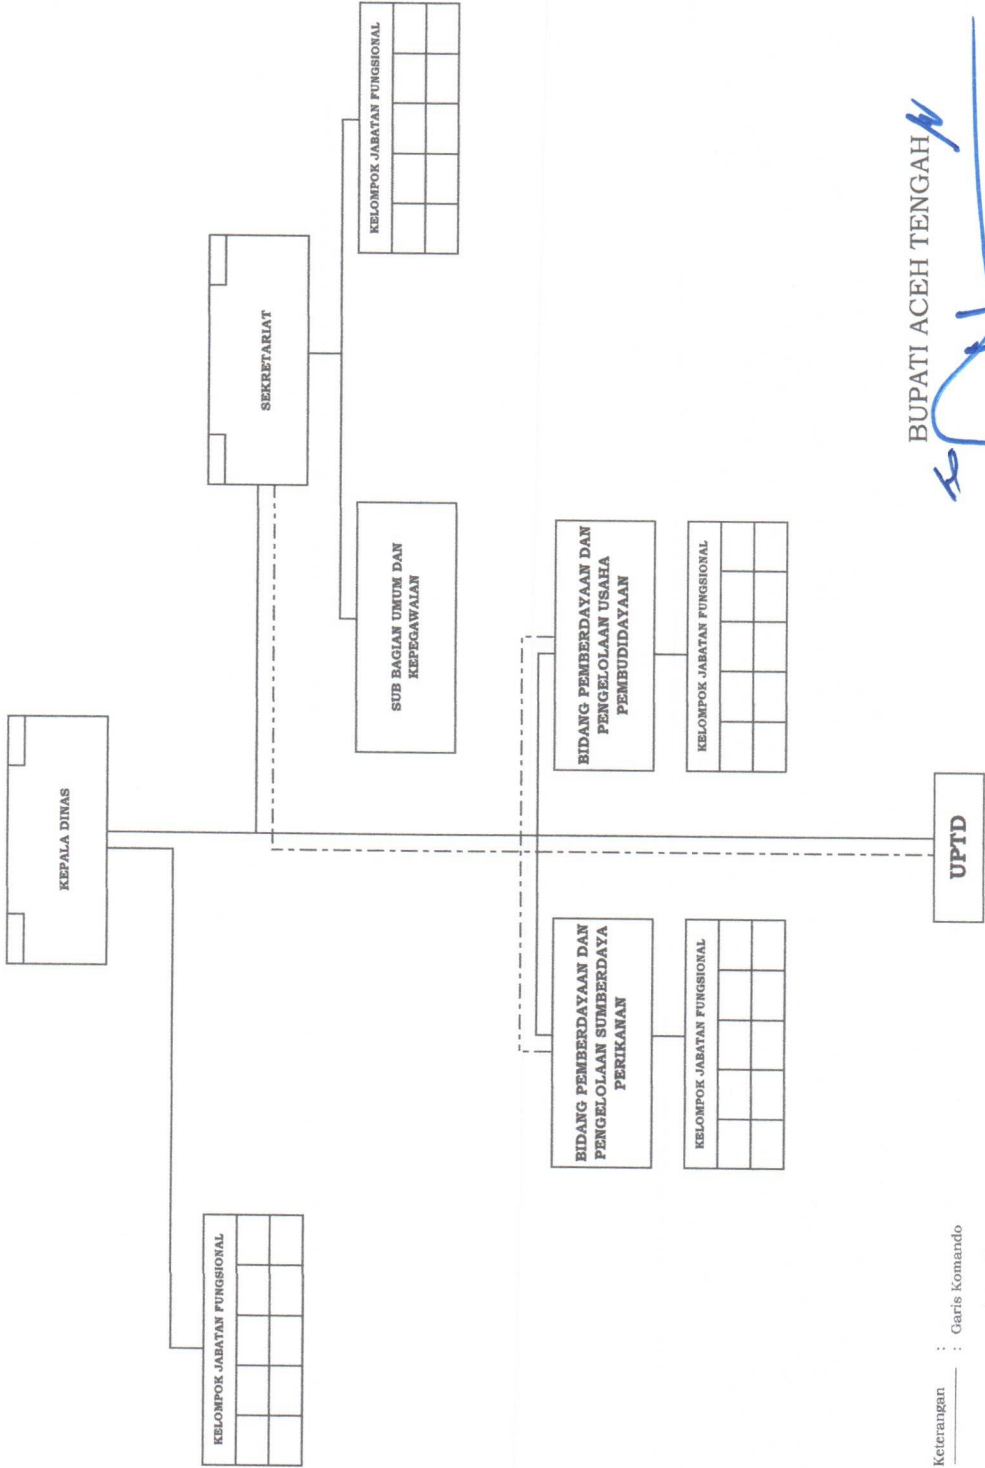 KEPALA DINAS
KELOMPOK JABATAN FUNGSIONAL
SEKRETARIAT
SUB BAGIAN UMUM DAN
KEPEGAWAIAN
KELOMPOK JABATAN FUNGSIONAL
BIDANG PEMBERDAYAAN DAN
PENGELOLAAN SUMBERDAYA
PERIKANAN
KELOMPOK JABATAN FUNGSIONAL
BIDANG PEMBERDAYAAN DAN
PENGELOLAAN USAHA
PEMBUDIDAYAAN
KELOMPOK JABATAN FUNGSIONAL
UPTD
Keterangan :
: Garis Komando
BUPATI ACEH TENGAH